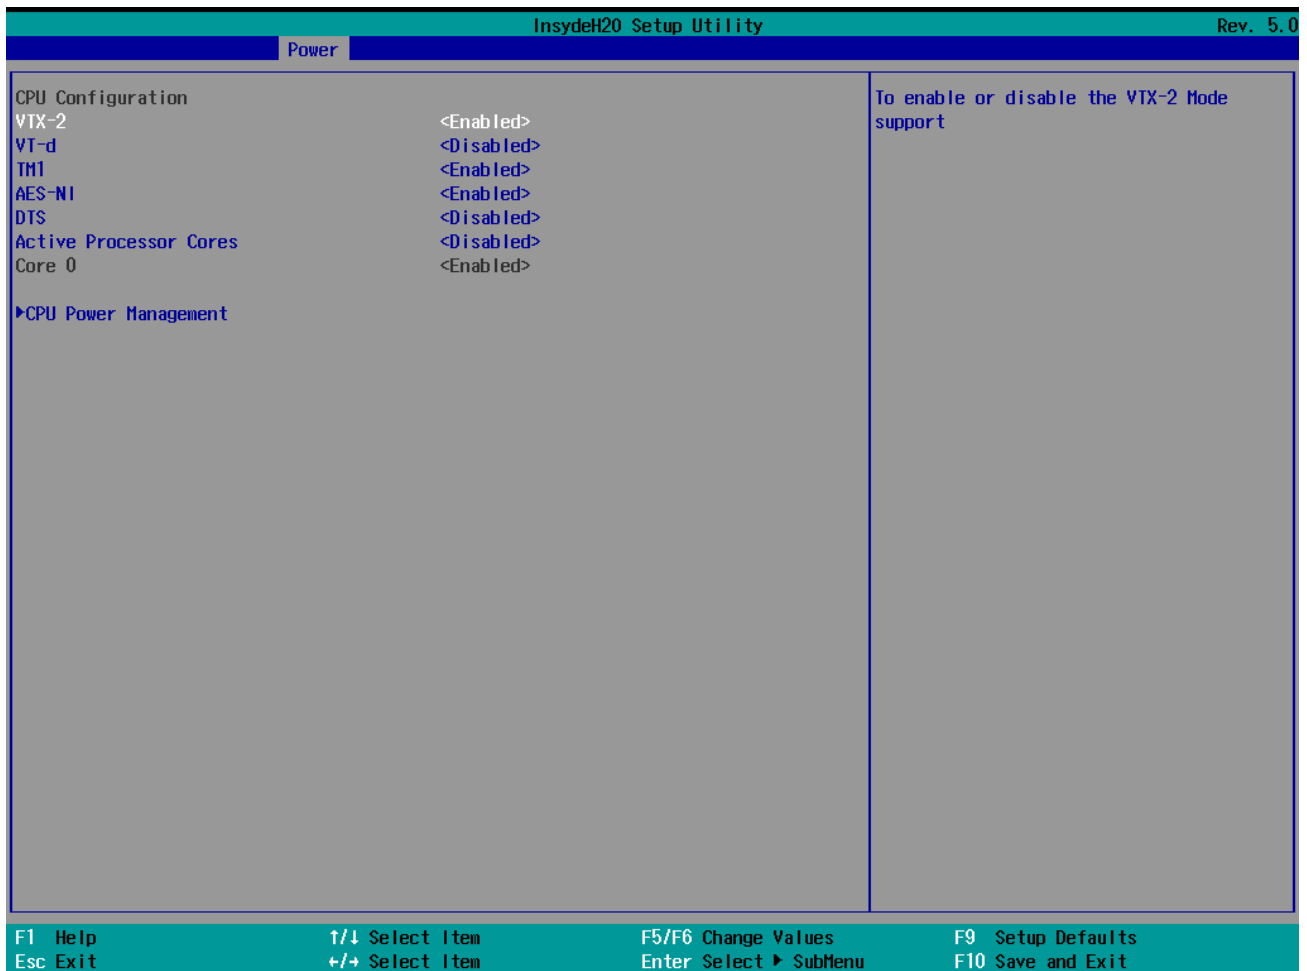 InsydeH20 Setup Utility Rev. 5.0
Power
CPU Configuration
VTX-2 <Enabled>
VT-d <Disabled>
TM1 <Enabled>
AES-NI <Enabled>
DTS <Disabled>
Active Processor Cores <Disabled>
Core 0 <Enabled>
▶CPU Power Management
To enable or disable the VTX-2 Mode
support
F1 Help ↑/↓ Select Item F5/F6 Change Values F9 Setup Defaults
Esc Exit ←/→ Select Item Enter Select ▶ SubMenu F10 Save and Exit